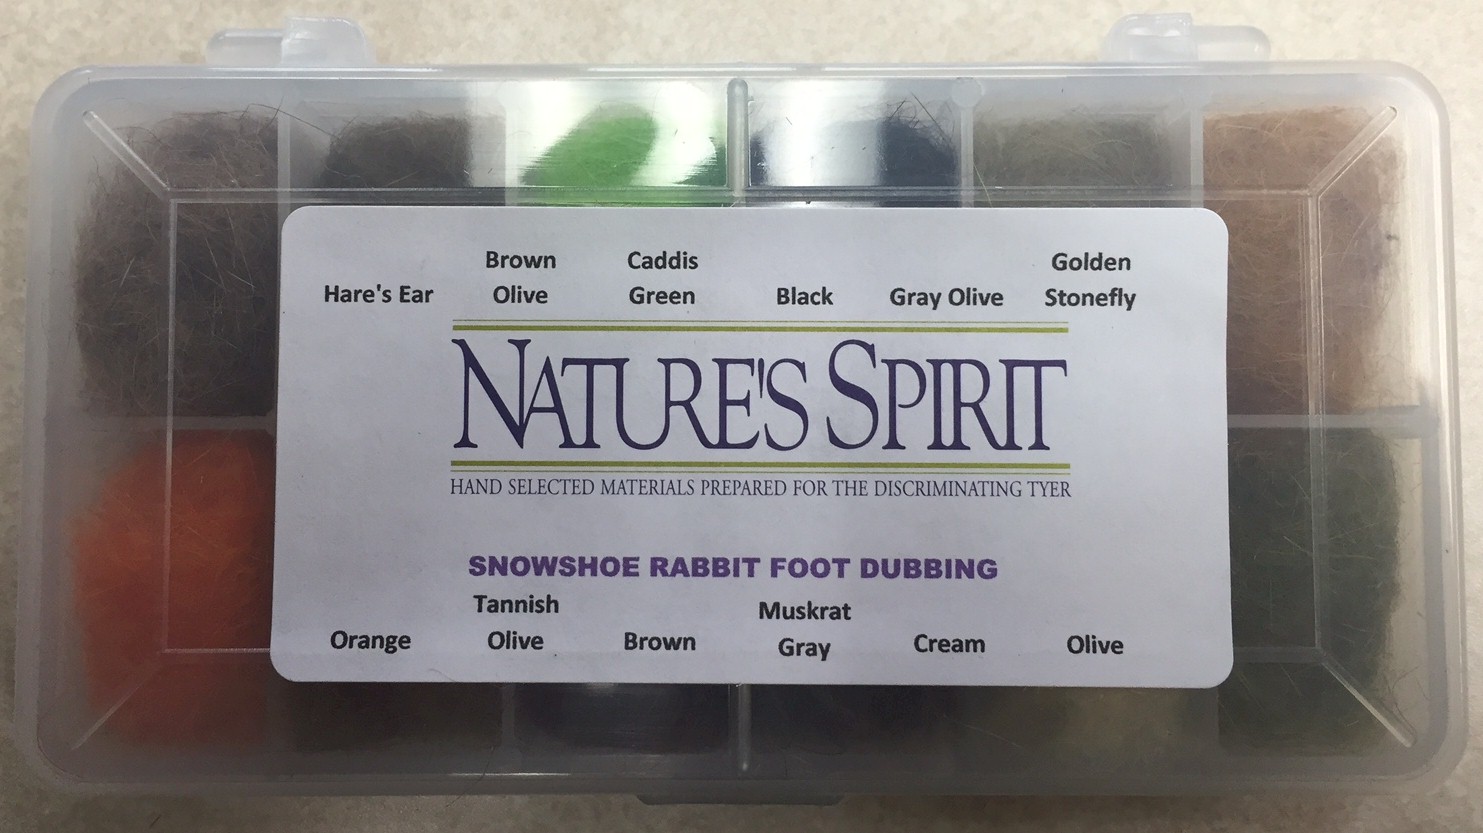 Brown Caddis Golden
Hare's Ear Olive Green Black Gray Olive Stonefly
NATURE'S SPIRIT
HAND SELECTED MATERIALS PREPARED FOR THE DISCRIMINATING TYER
SNOWSHOE RABBIT FOOT DUBBING
Tannish Muskrat
Orange Olive Brown Gray Cream Olive